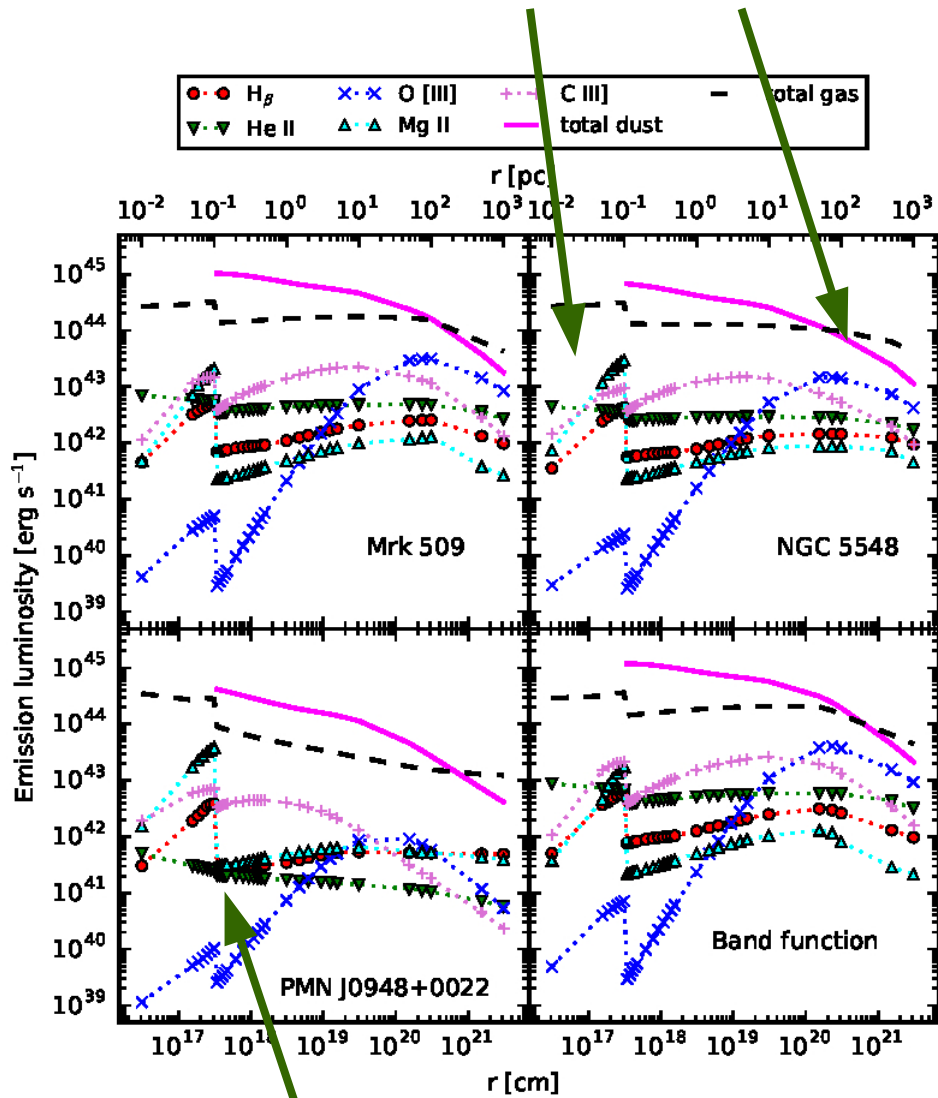 H_β O [III] C III] total gas
He II Mg II total dust
r [pc]
10^-2 10^-1 10^0 10^1 10^2 10^3 10^-2 10^-1 10^0 10^1 10^2 10^3
10^45
10^44
10^43
10^42
10^41
10^40
10^39
Mrk 509 NGC 5548
Emission luminosity [erg s^-1]
10^45
10^44
10^43
10^42
10^41
10^40
10^39
PMN J0948+0022 Band function
10^17 10^18 10^19 10^20 10^21 10^17 10^18 10^19 10^20 10^21
r [cm]